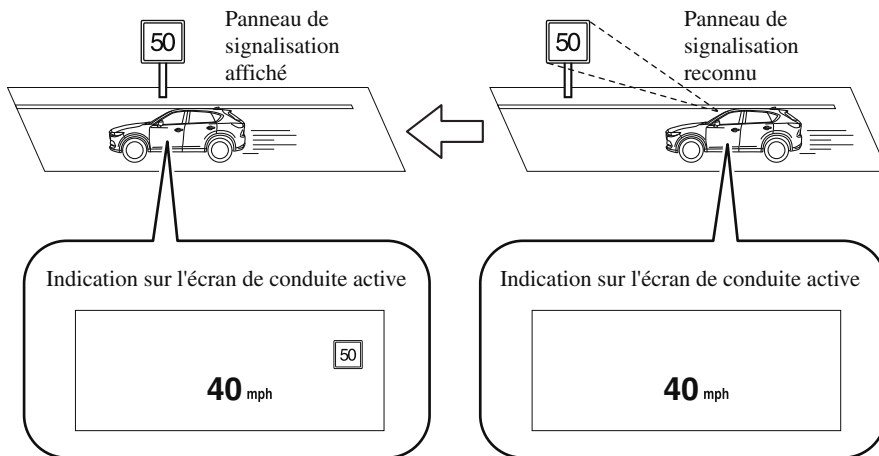 50
Panneau de
signalisation
affiché
50
Panneau de
signalisation
reconnu
Indication sur l'écran de conduite active
50
40 mph
Indication sur l'écran de conduite active
40 mph